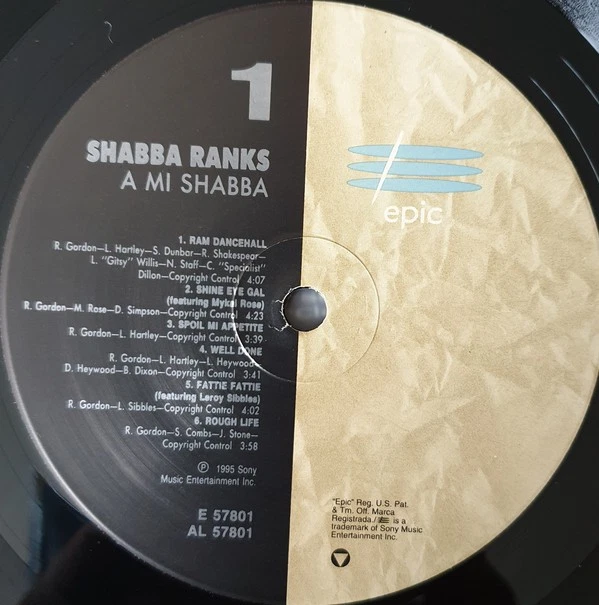 1
SHABBA RANKS
A MI SHABBA
1. RAM DANCEHALL
R. Gordon—L. Hartley—S. Dunbar—R. Shakespear—
L. "Gitsy" Willis—N. Staff—C. "Specialist"
Dillon—Copyright Control 4:07
2. SHINE EYE GAL
(featuring Mykal Rose)
R. Gordon—M. Rose—D. Simpson—Copyright Control 4:23
3. SPOIL MI APPETITE
R. Gordon—L. Hartley—Copyright Control 3:39
4. WELL DONE
R. Gordon—L. Hartley—L. Heywood—
D. Heywood—B. Dixon—Copyright Control 3:41
5. FATTIE FATTIE
(featuring Leroy Sibbles)
R. Gordon—L. Sibbles—Copyright Control 4:02
6. ROUGH LIFE
R. Gordon—S. Combs—J. Stone—
Copyright Control
3:58
℗ 1995 Sony
Music Entertainment Inc.
E 57801
AL 57801
epic
"Epic" Reg. U.S. Pat.
& Tm. Off. Marca
Registrada./ is a
trademark of Sony Music
Entertainment Inc.